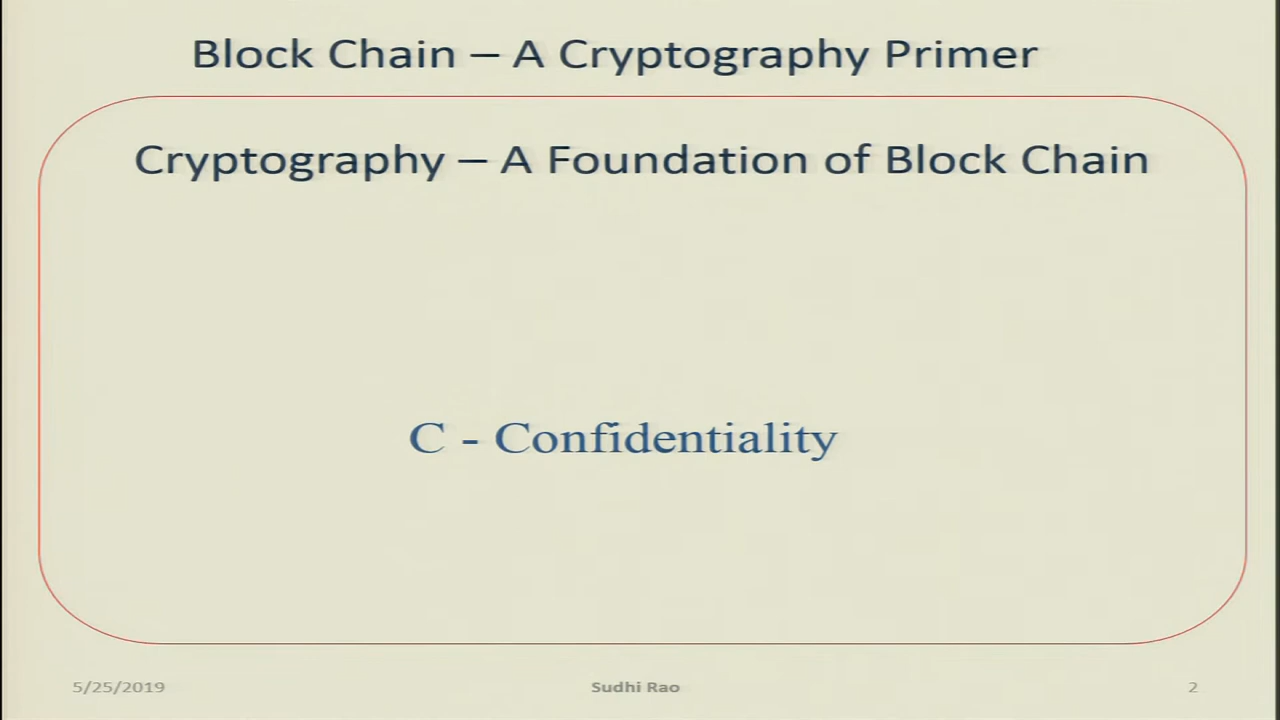 Block Chain – A Cryptography Primer
Cryptography – A Foundation of Block Chain
C - Confidentiality
5/25/2019
Sudhi Rao
2